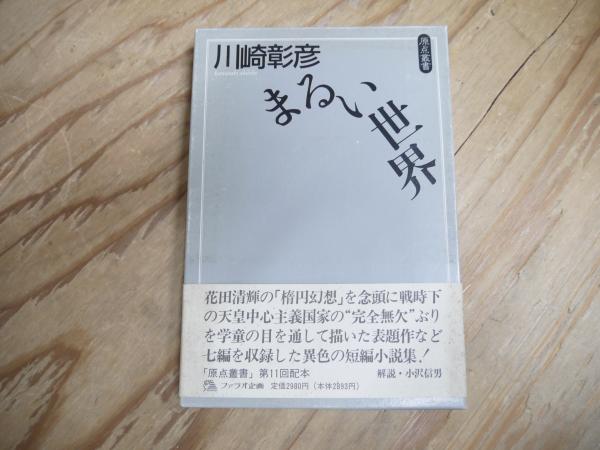 川崎彰彦
kawasaki akihiko
原点叢書
まるい世界
花田清輝の「楕円幻想」を念頭に戦時下
の天皇中心主義国家の“完全無欠”ぶり
を学童の目を通して描いた表題作など
七編を収録した異色の短編小説集！
「原点叢書」第11回配本
解説・小沢信男
ファラオ企画 定価2980円（本体2893円）